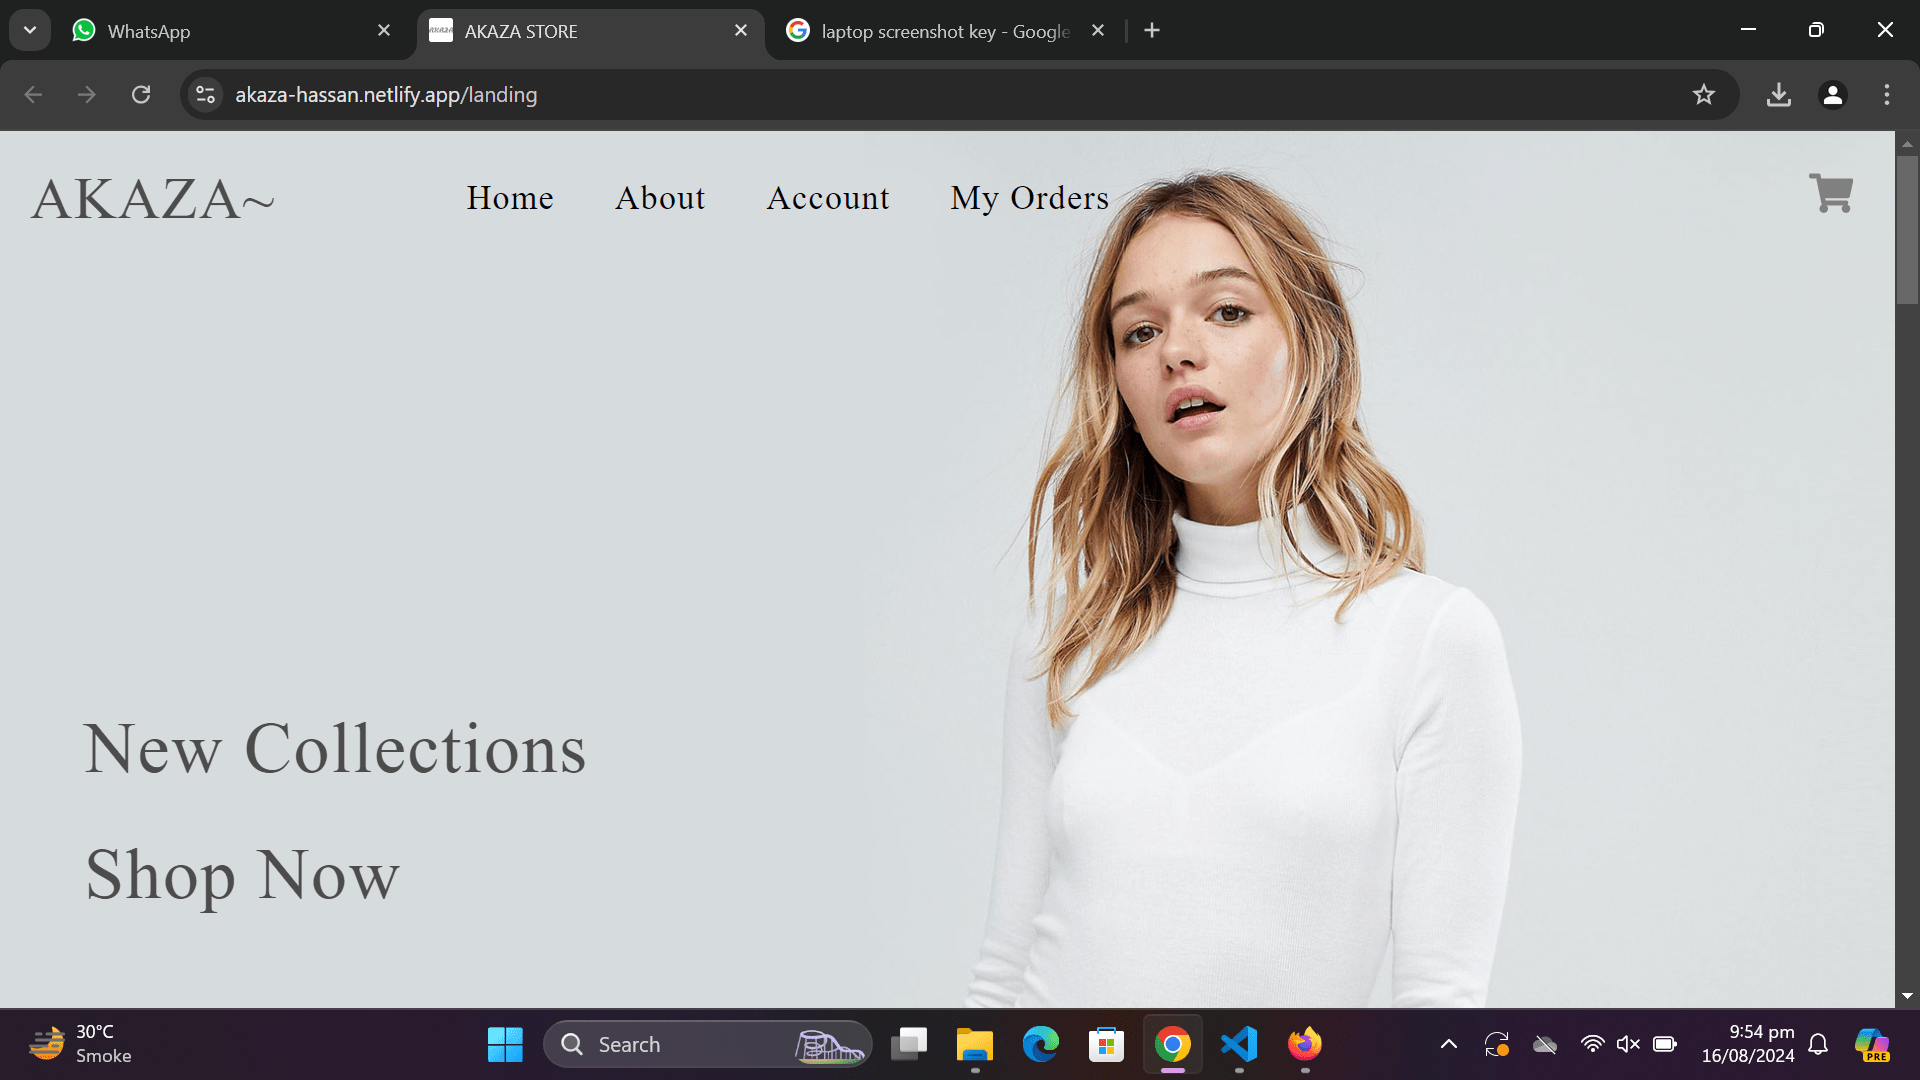 WhatsApp
AKAZA STORE
laptop screenshot key - Google
akaza-hassan.netlify.app/landing
AKAZA~
Home
About
Account
My Orders
New Collections
Shop Now
30°C
Smoke
Search
9:54 pm
16/08/2024
PRE